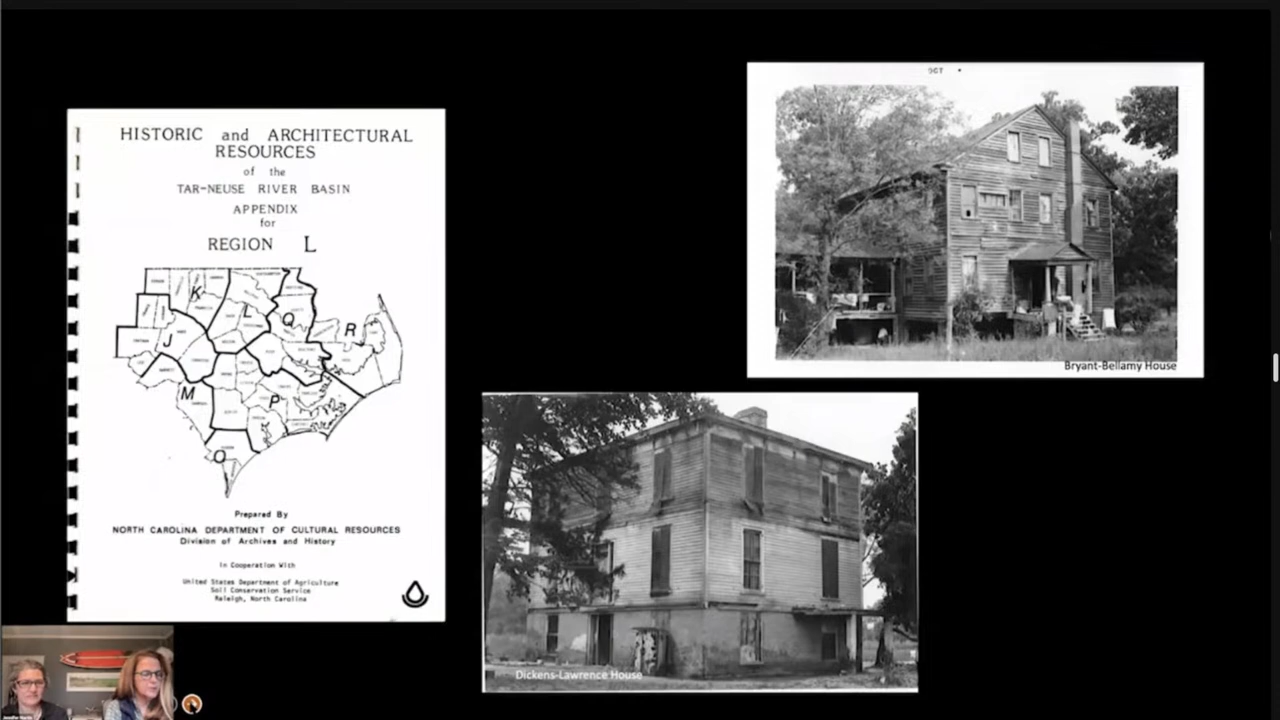 HISTORIC and ARCHITECTURAL
RESOURCES
of the
TAR-NEUSE RIVER BASIN
APPENDIX
for
REGION L
K
L
Q
R
J
M
P
O
Prepared By
NORTH CAROLINA DEPARTMENT OF CULTURAL RESOURCES
Division of Archives and History
In Cooperation With
United States Department of Agriculture
Soil Conservation Service
Raleigh, North Carolina
OCT •
Bryant-Bellamy House
Dickens-Lawrence House